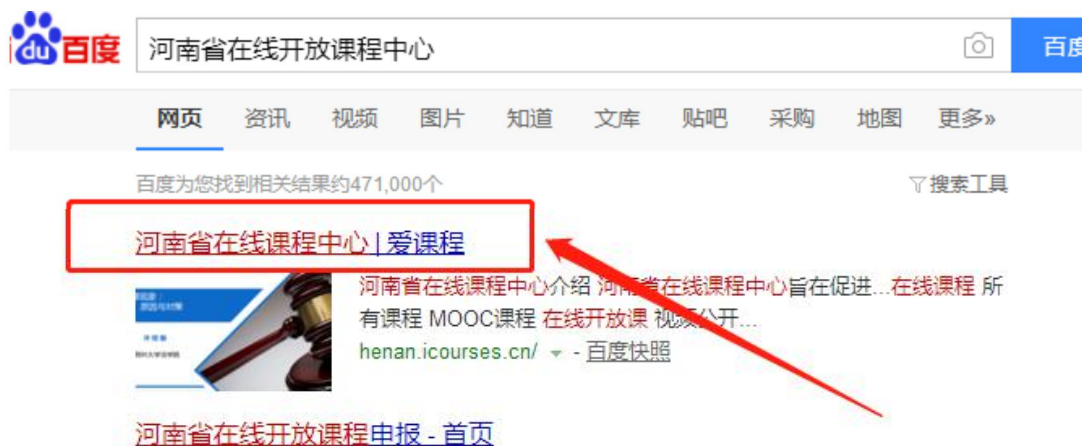 du百度 河南省在线开放课程中心 百度
网页 资讯 视频 图片 知道 文库 贴吧 采购 地图 更多»
百度为您找到相关结果约471,000个 搜索工具
河南省在线课程中心 | 爱课程
河南省在线课程中心介绍 河南省在线课程中心旨在促进...在线课程 所
有课程 MOOC课程 在线开放课 视频公开...
henan.icourses.cn/ - 百度快照
河南省在线开放课程申报 - 首页